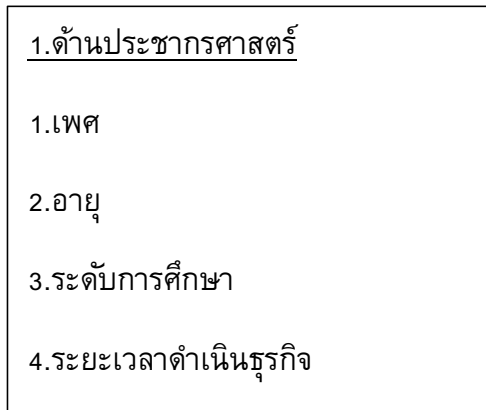 1.ด้านประชากรศาสตร์
1.เพศ
2.อายุ
3.ระดับการศึกษา
4.ระยะเวลาดำเนินธุรกิจ